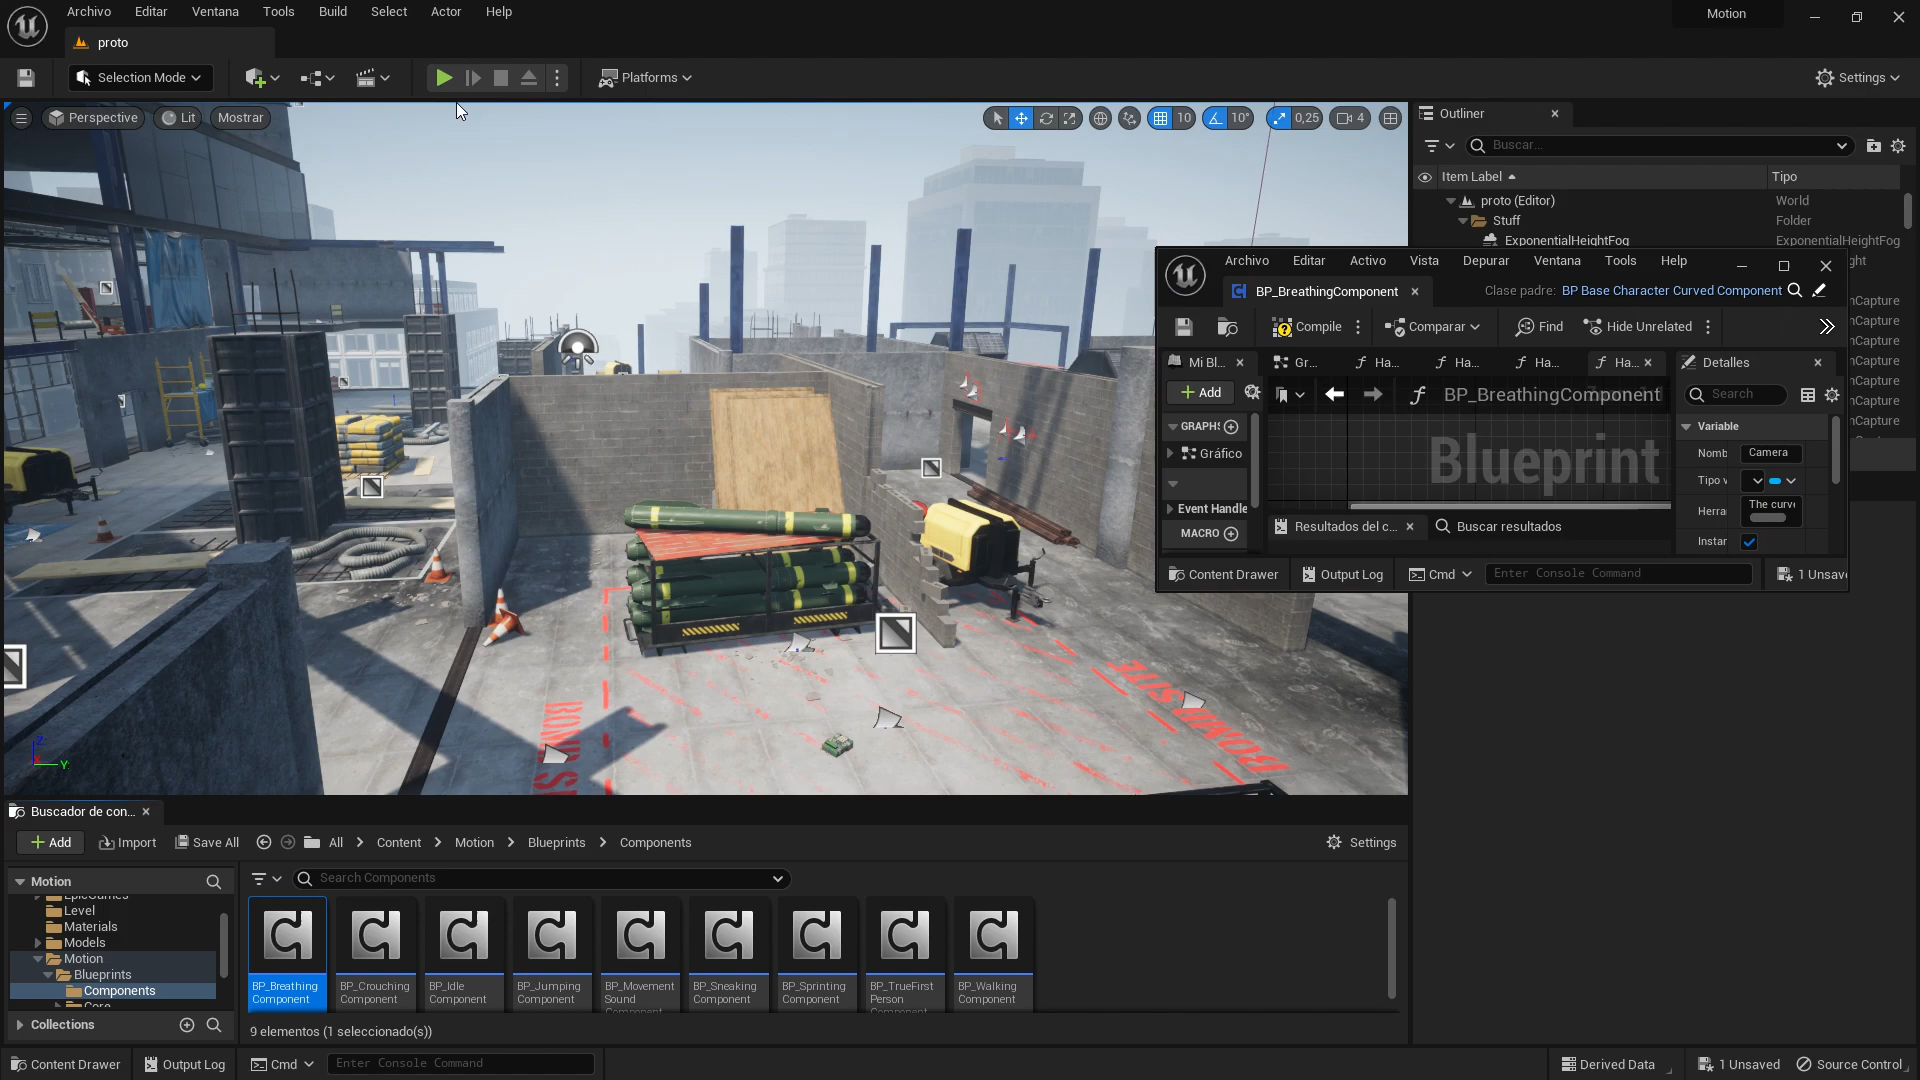 Archivo Editar Ventana Tools Build Select Actor Help
Motion
proto
Selection Mode
Platforms
Settings
Perspective Lit Mostrar
10 10° 0,25 4
Outliner
Buscar...
Item Label Tipo
proto (Editor) World
Stuff Folder
ExponentialHeightFog ExponentialHeightFog
Archivo Editar Activo Vista Depurar Ventana Tools Help
BP_BreathingComponent
Clase padre: BP Base Character Curved Component
Compile Comparar Find Hide Unrelated
Mi Bl... Gr... Ha... Ha... Ha... Ha... Detalles
Add
BP_BreathingComponent
Search
GRAPHS
Variable
Gráfico
Blueprint
Nomb Camera
Tipo v
The curv
Herra
Event Handle
Instar
MACRO
Resultados del c... Buscar resultados
Content Drawer Output Log Cmd Enter Console Command 1 Unsav
BOMB SITE
Buscador de con...
Add Import Save All All Content Motion Blueprints Components Settings
Motion
Search Components
EpicGames
Level
Materials
Models
Motion
Blueprints
Components
Core
BP_Breathing Component
BP_Crouching Component
BP_Idle Component
BP_Jumping Component
BP_Movement Sound Component
BP_Sneaking Component
BP_Sprinting Component
BP_TrueFirst Person Component
BP_Walking Component
Collections
9 elementos (1 seleccionado(s))
Content Drawer Output Log Cmd Enter Console Command
Derived Data 1 Unsaved Source Control